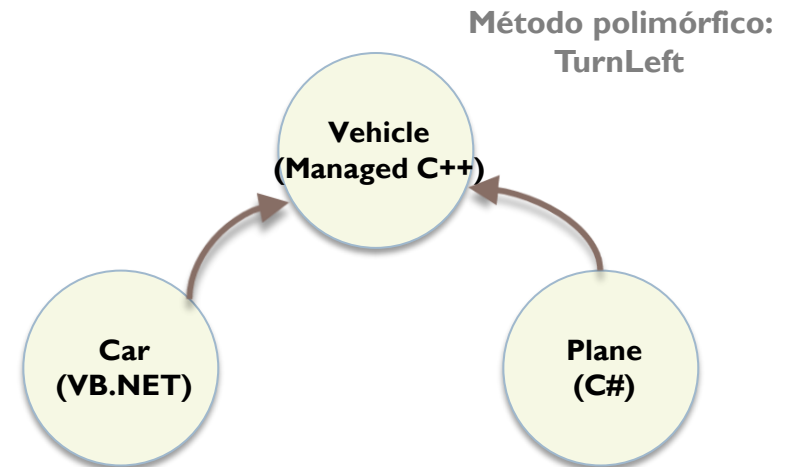 Método polimórfico:
TurnLeft
Vehicle
(Managed C++)
Car
(VB.NET)
Plane
(C#)